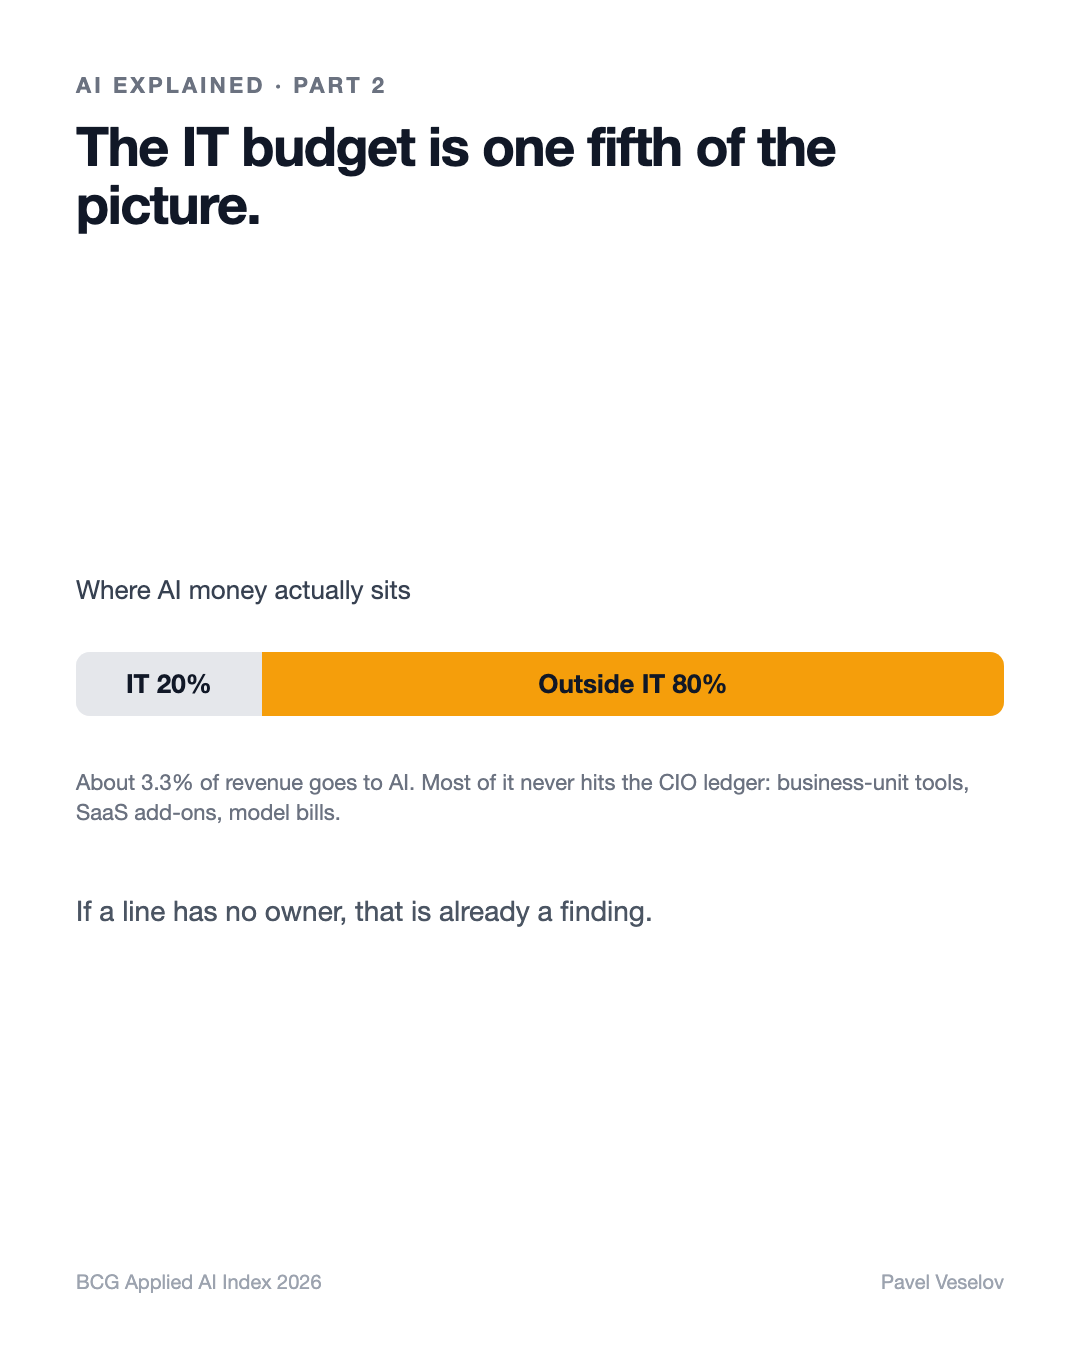 AI EXPLAINED · PART 2
The IT budget is one fifth of the
picture.
Where AI money actually sits
IT 20%
Outside IT 80%
About 3.3% of revenue goes to AI. Most of it never hits the CIO ledger: business-unit tools,
SaaS add-ons, model bills.
If a line has no owner, that is already a finding.
BCG Applied AI Index 2026
Pavel Veselov